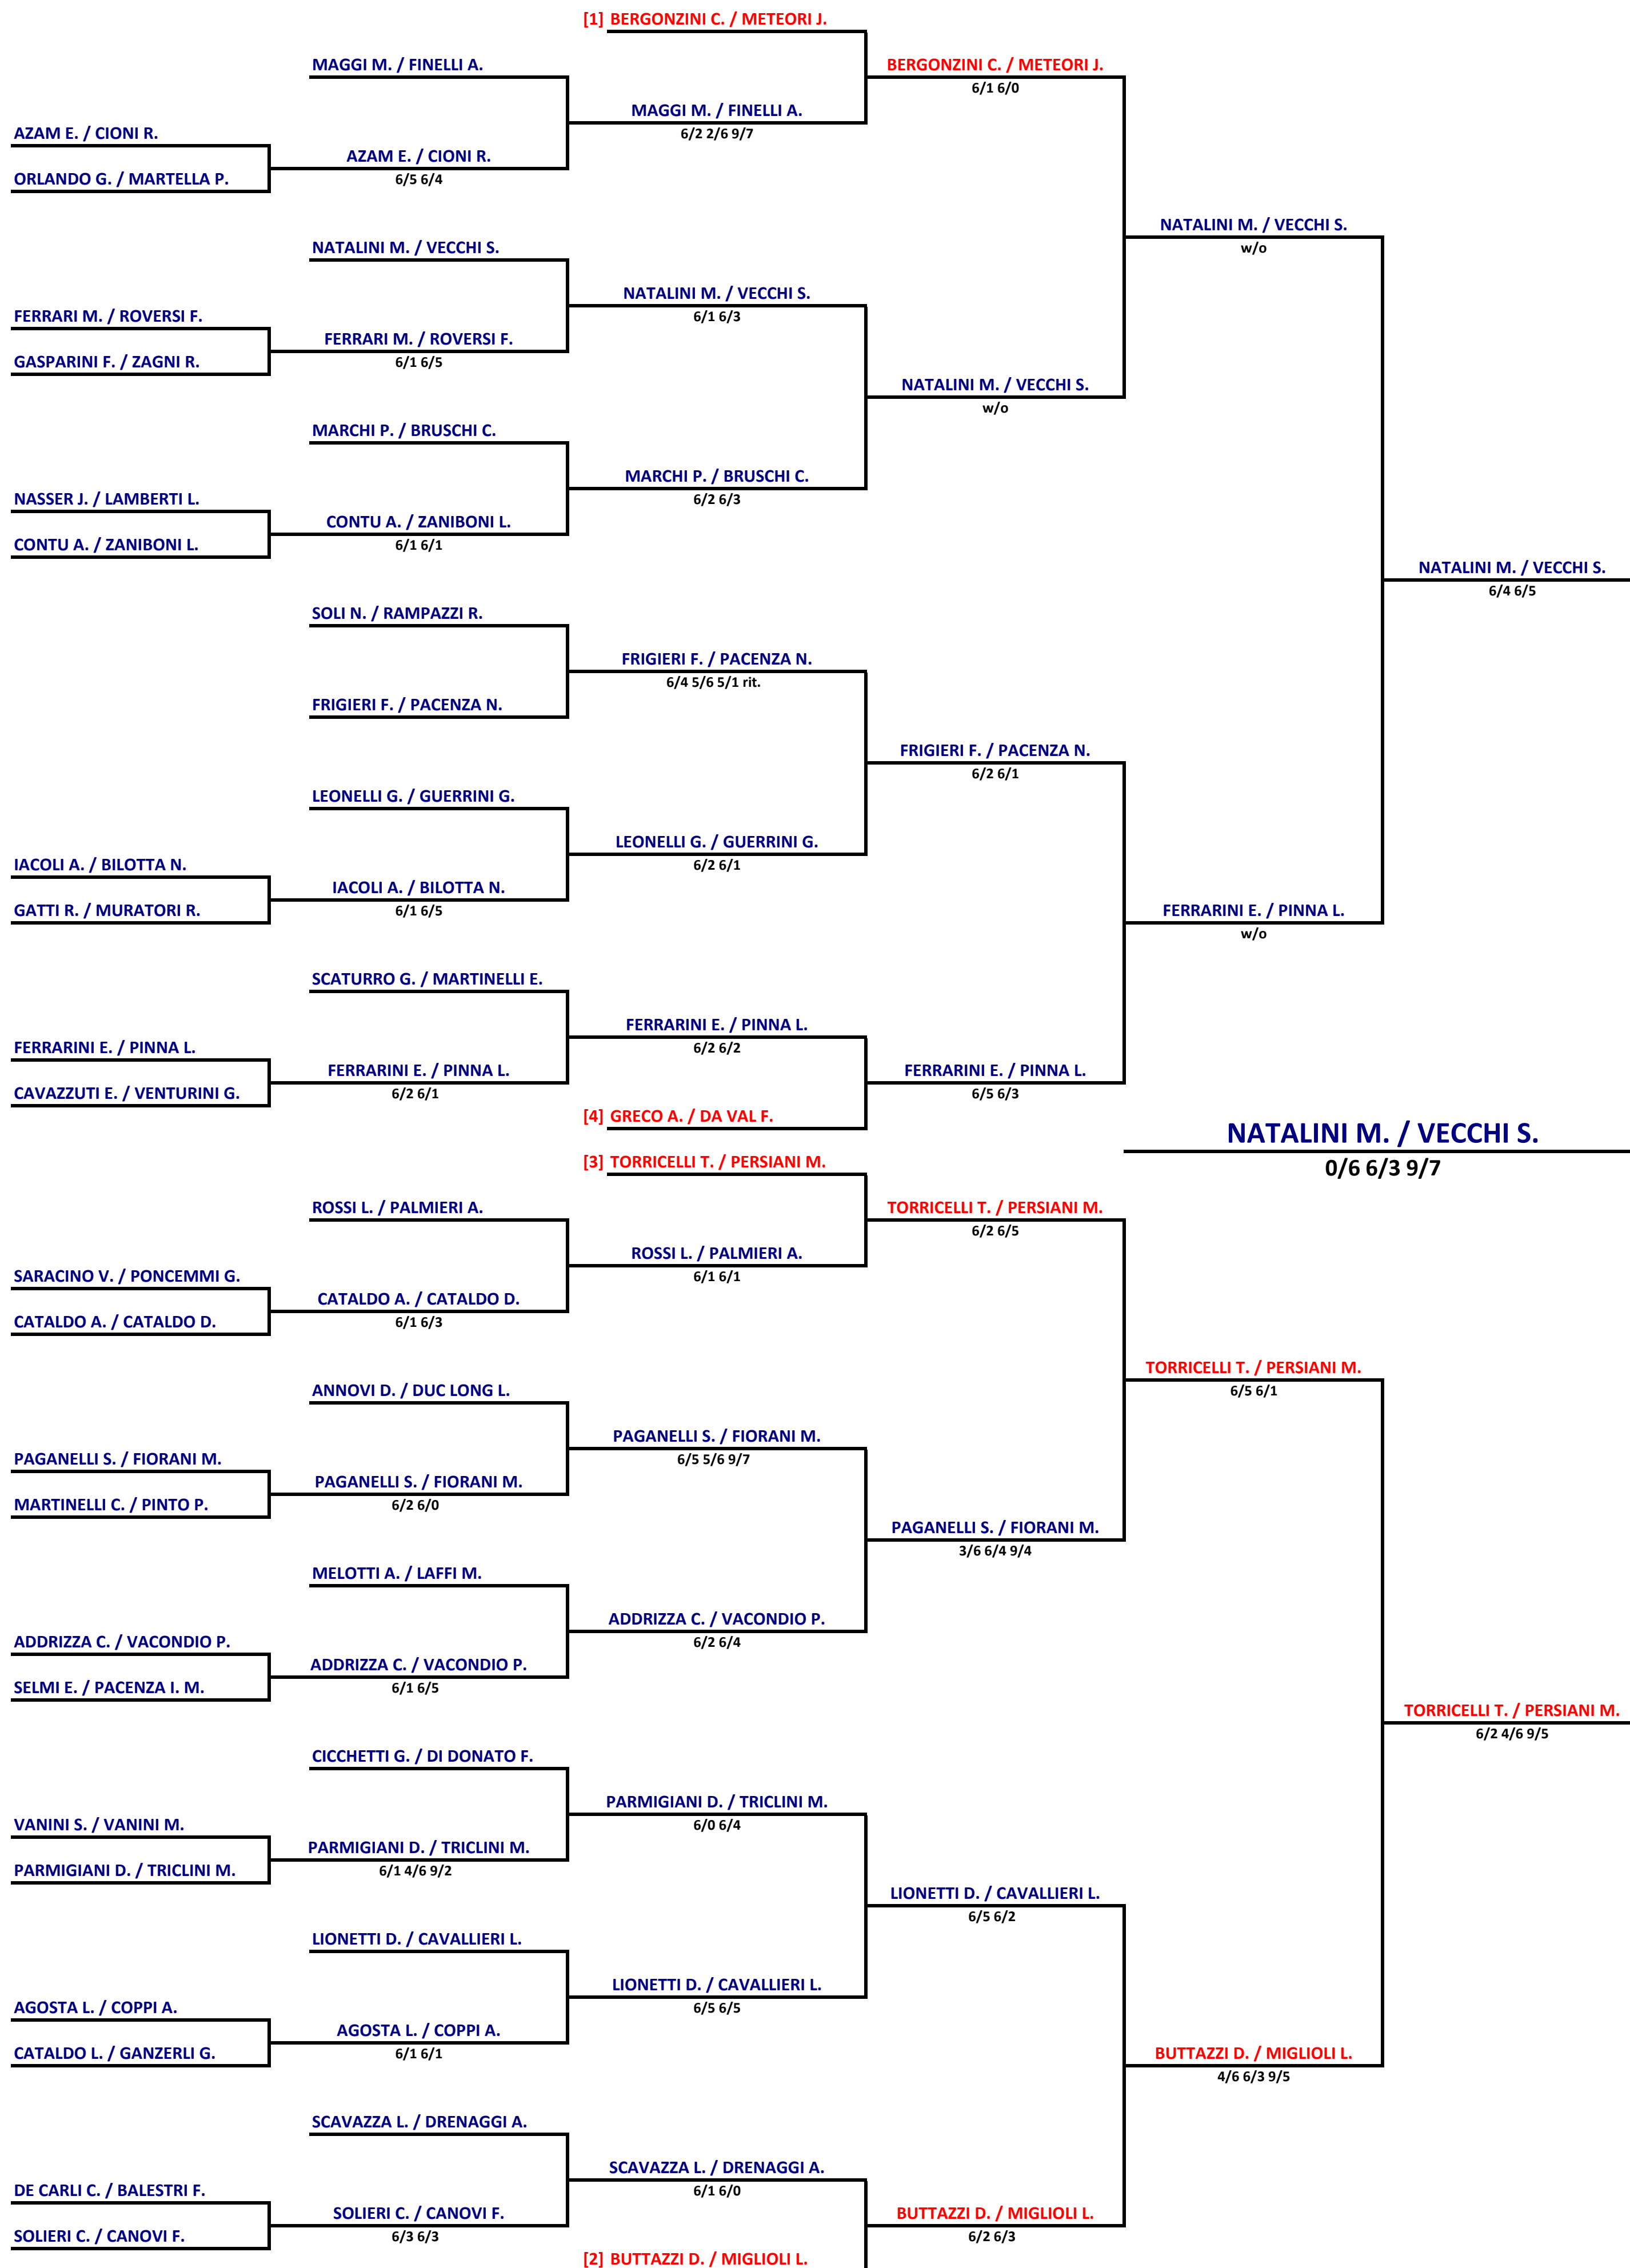 [1] BERGONZINI C. / METEORI J.
MAGGI M. / FINELLI A.
BERGONZINI C. / METEORI J.
6/1 6/0
MAGGI M. / FINELLI A.
6/2 2/6 9/7
AZAM E. / CIONI R.
AZAM E. / CIONI R.
6/5 6/4
ORLANDO G. / MARTELLA P.
NATALINI M. / VECCHI S.
w/o
NATALINI M. / VECCHI S.
NATALINI M. / VECCHI S.
6/1 6/3
FERRARI M. / ROVERSI F.
FERRARI M. / ROVERSI F.
6/1 6/5
GASPARINI F. / ZAGNI R.
NATALINI M. / VECCHI S.
w/o
MARCHI P. / BRUSCHI C.
MARCHI P. / BRUSCHI C.
6/2 6/3
NASSER J. / LAMBERTI L.
CONTU A. / ZANIBONI L.
6/1 6/1
CONTU A. / ZANIBONI L.
NATALINI M. / VECCHI S.
6/4 6/5
SOLI N. / RAMPAZZI R.
FRIGIERI F. / PACENZA N.
6/4 5/6 5/1 rit.
FRIGIERI F. / PACENZA N.
FRIGIERI F. / PACENZA N.
6/2 6/1
LEONELLI G. / GUERRINI G.
LEONELLI G. / GUERRINI G.
6/2 6/1
IACOLI A. / BILOTTA N.
IACOLI A. / BILOTTA N.
6/1 6/5
GATTI R. / MURATORI R.
FERRARINI E. / PINNA L.
w/o
SCATURRO G. / MARTINELLI E.
FERRARINI E. / PINNA L.
6/2 6/2
FERRARINI E. / PINNA L.
FERRARINI E. / PINNA L.
6/2 6/1
FERRARINI E. / PINNA L.
6/5 6/3
CAVAZZUTI E. / VENTURINI G.
[4] GRECO A. / DA VAL F.
NATALINI M. / VECCHI S.
0/6 6/3 9/7
[3] TORRICELLI T. / PERSIANI M.
ROSSI L. / PALMIERI A.
TORRICELLI T. / PERSIANI M.
6/2 6/5
ROSSI L. / PALMIERI A.
6/1 6/1
SARACINO V. / PONCEMMI G.
CATALDO A. / CATALDO D.
6/1 6/3
CATALDO A. / CATALDO D.
TORRICELLI T. / PERSIANI M.
6/5 6/1
ANNOVI D. / DUC LONG L.
PAGANELLI S. / FIORANI M.
6/5 5/6 9/7
PAGANELLI S. / FIORANI M.
PAGANELLI S. / FIORANI M.
6/2 6/0
MARTINELLI C. / PINTO P.
PAGANELLI S. / FIORANI M.
3/6 6/4 9/4
MELOTTI A. / LAFFI M.
ADDRIZZA C. / VACONDIO P.
6/2 6/4
ADDRIZZA C. / VACONDIO P.
ADDRIZZA C. / VACONDIO P.
6/1 6/5
SELMI E. / PACENZA I. M.
TORRICELLI T. / PERSIANI M.
6/2 4/6 9/5
CICCHETTI G. / DI DONATO F.
PARMIGIANI D. / TRICLINI M.
6/0 6/4
VANINI S. / VANINI M.
PARMIGIANI D. / TRICLINI M.
6/1 4/6 9/2
PARMIGIANI D. / TRICLINI M.
LIONETTI D. / CAVALLIERI L.
6/5 6/2
LIONETTI D. / CAVALLIERI L.
LIONETTI D. / CAVALLIERI L.
6/5 6/5
AGOSTA L. / COPPI A.
AGOSTA L. / COPPI A.
6/1 6/1
CATALDO L. / GANZERLI G.
BUTTAZZI D. / MIGLIOLI L.
4/6 6/3 9/5
SCAVAZZA L. / DRENAGGI A.
SCAVAZZA L. / DRENAGGI A.
6/1 6/0
DE CARLI C. / BALESTRI F.
SOLIERI C. / CANOVI F.
6/3 6/3
BUTTAZZI D. / MIGLIOLI L.
6/2 6/3
SOLIERI C. / CANOVI F.
[2] BUTTAZZI D. / MIGLIOLI L.